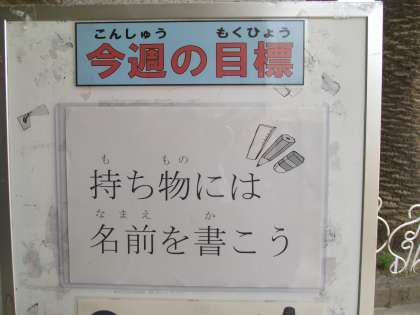 こんしゅう もくひょう
今週の目標
も もの
持ち物には
なまえ か
名前を書こう